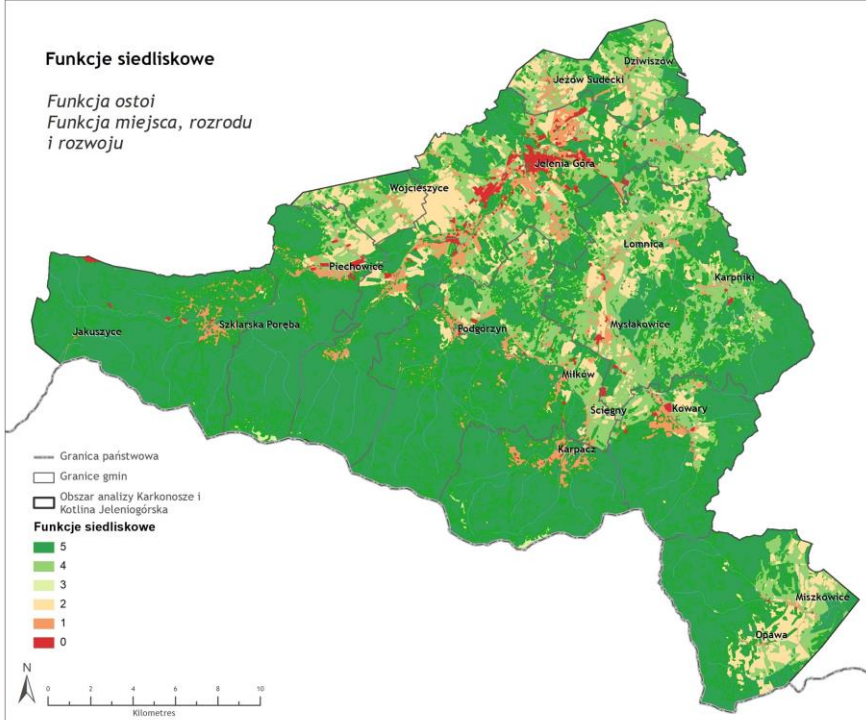 Funkcje siedliskowe
Funkcja ostoi
Funkcja miejsca, rozrodu
i rozwoju
Dziwiszów
Jeżów Sudecki
Jelenia Góra
Wojcieszyce
Łomnica
Piechowice
Karpniki
Jakuszyce
Szklarska Poręba
Podgórzyn
Mysłakowice
Miłków
Ścięgny
Kowary
Karpacz
Miszkowice
Opawa
Granica państwowa
Granice gmin
Obszar analizy Karkonosze i
Kotlina Jeleniogórska
Funkcje siedliskowe
5
4
3
2
1
0
N
0 2 4 6 8 10
Kilometres